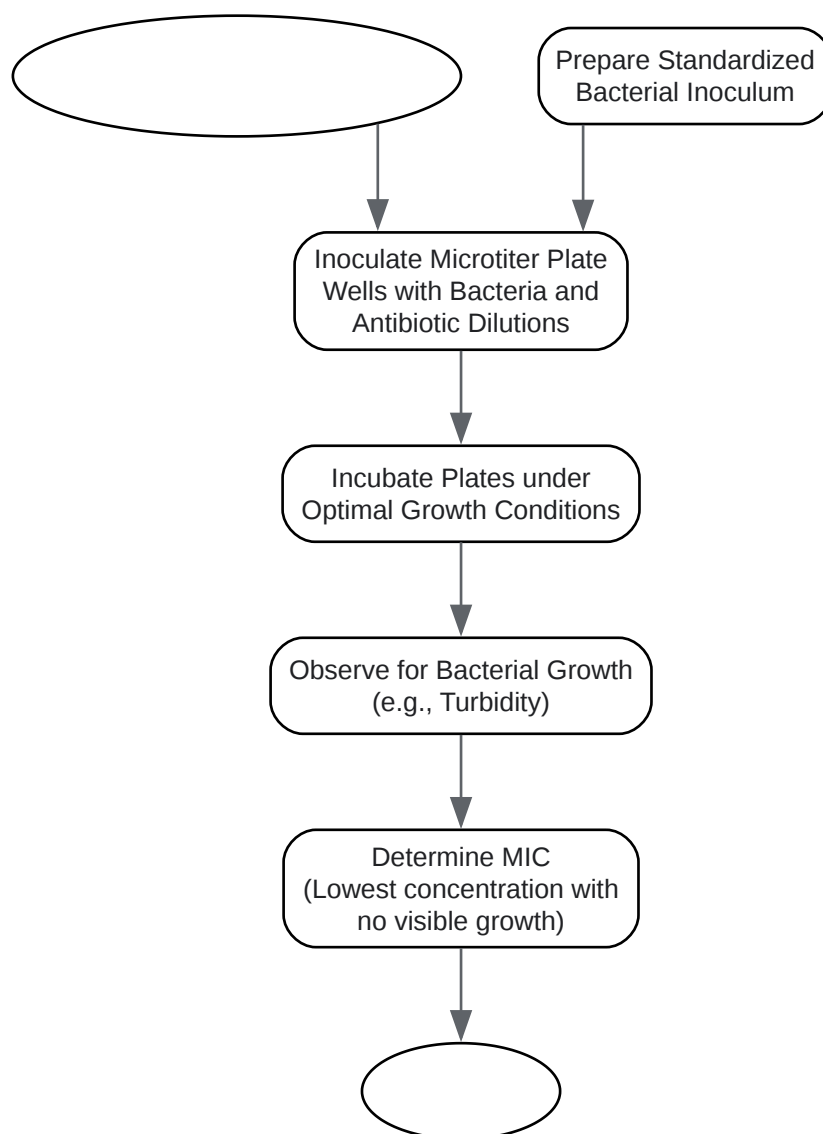 Prepare Standardized
Bacterial Inoculum
Inoculate Microtiter Plate
Wells with Bacteria and
Antibiotic Dilutions
Incubate Plates under
Optimal Growth Conditions
Observe for Bacterial Growth
(e.g., Turbidity)
Determine MIC
(Lowest concentration with
no visible growth)